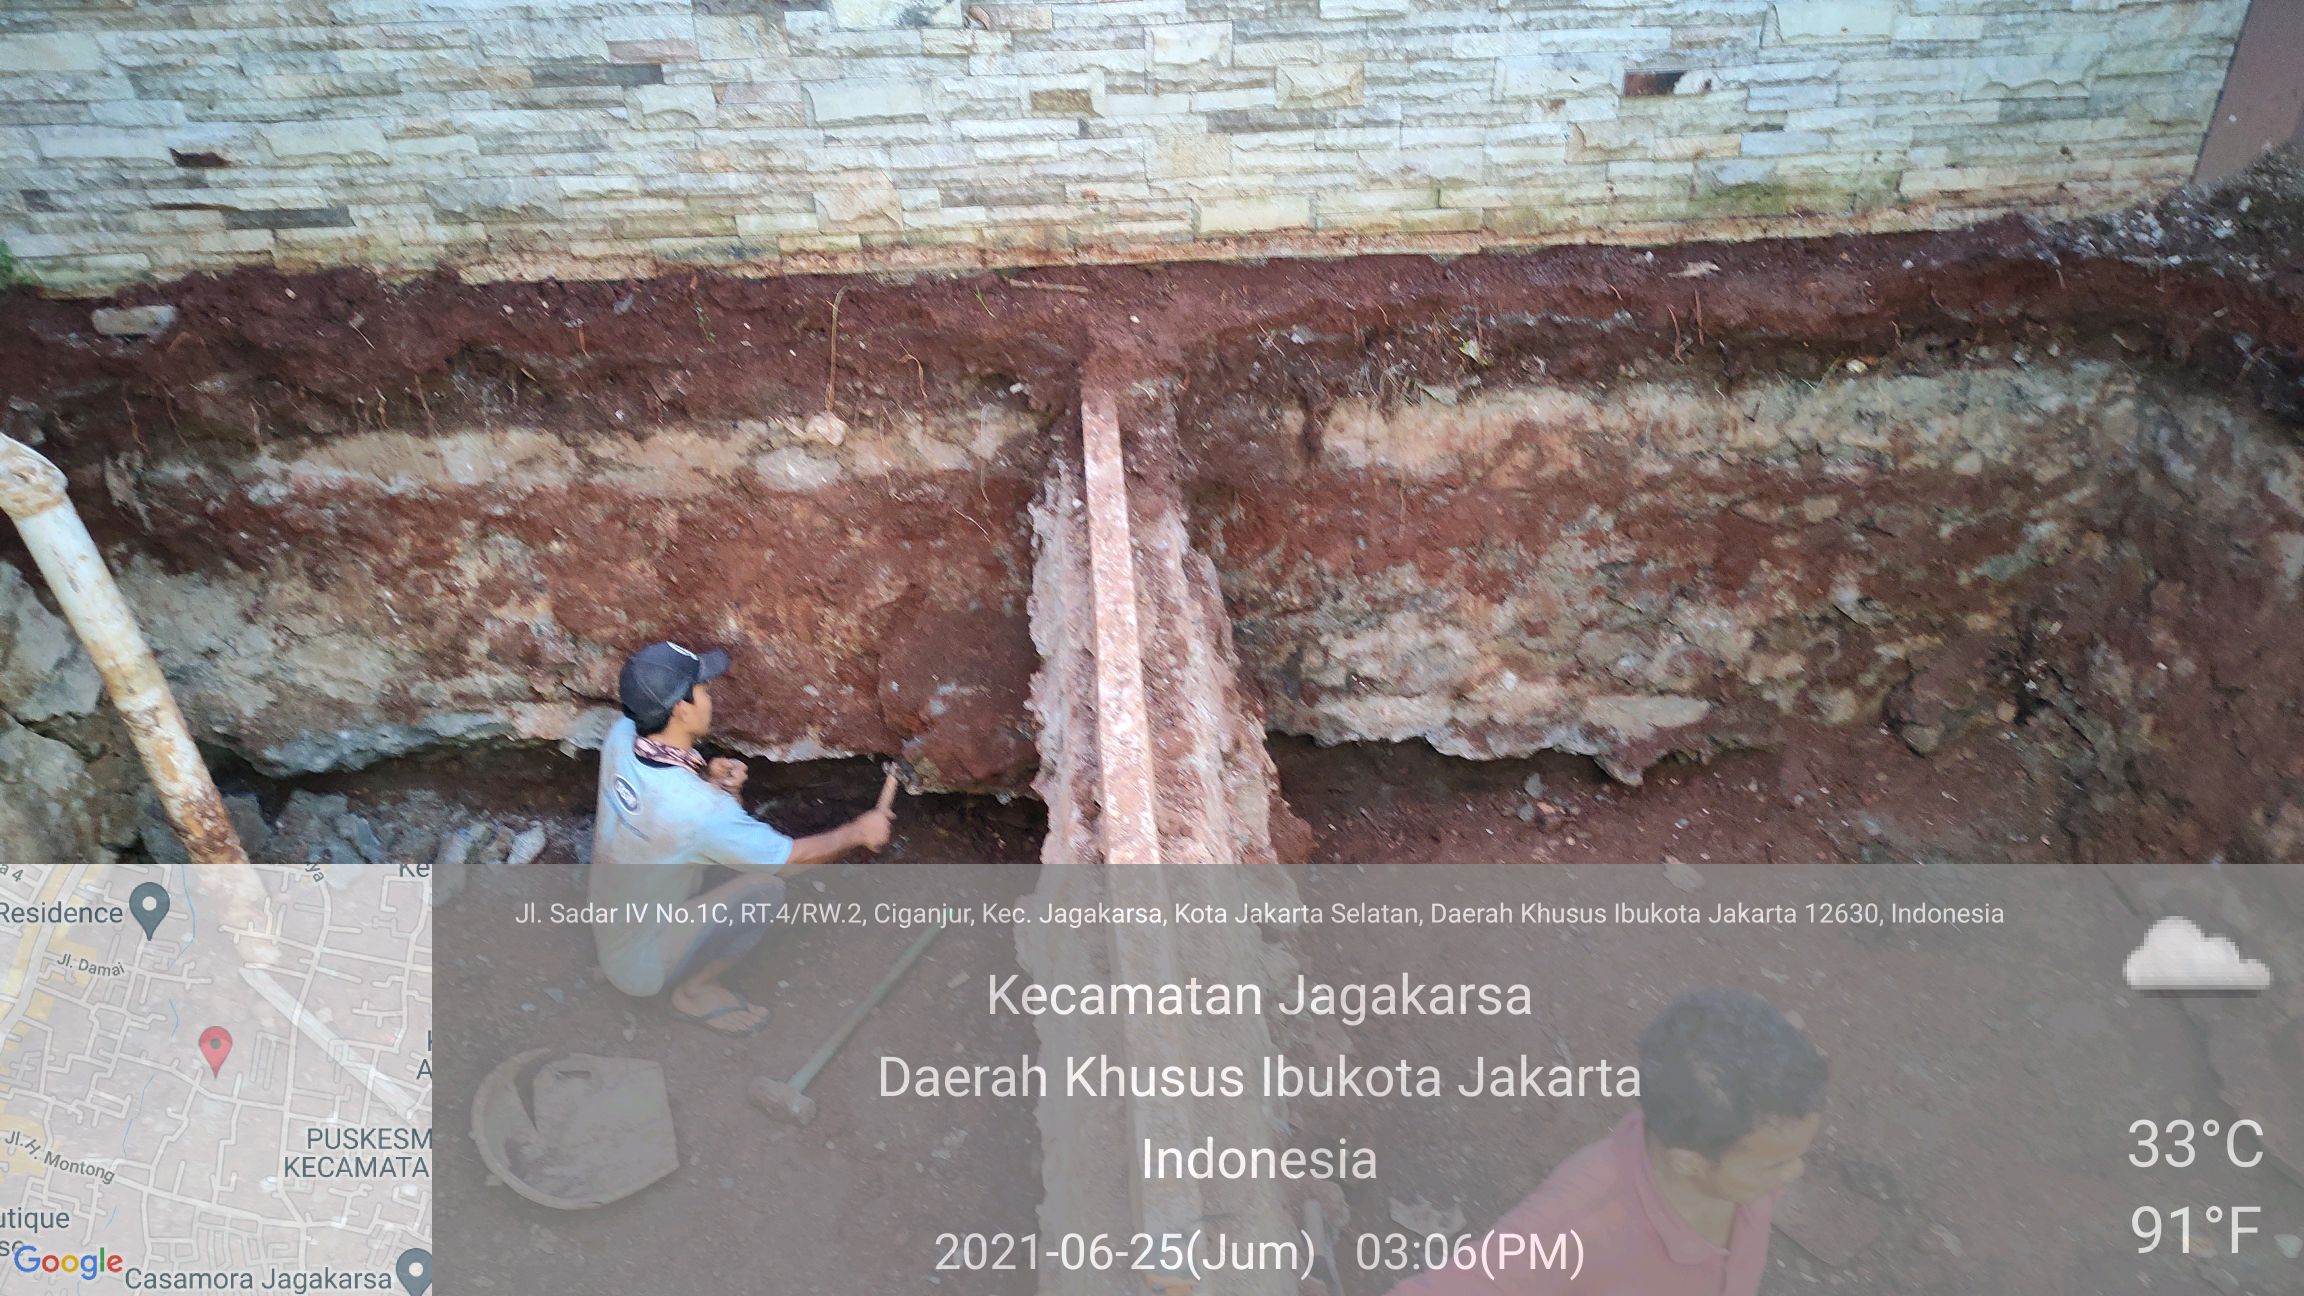 Jl. Sadar IV No.1C, RT.4/RW.2, Ciganjur, Kec. Jagakarsa, Kota Jakarta Selatan, Daerah Khusus Ibukota Jakarta 12630, Indonesia
Kecamatan Jagakarsa
Daerah Khusus Ibukota Jakarta
Indonesia
2021-06-25(Jum) 03:06(PM)
33°C
91°F
Residence
Jl. Damai
Jl. H. Montong
PUSKESM
KECAMATA
Google
Casamora Jagakarsa